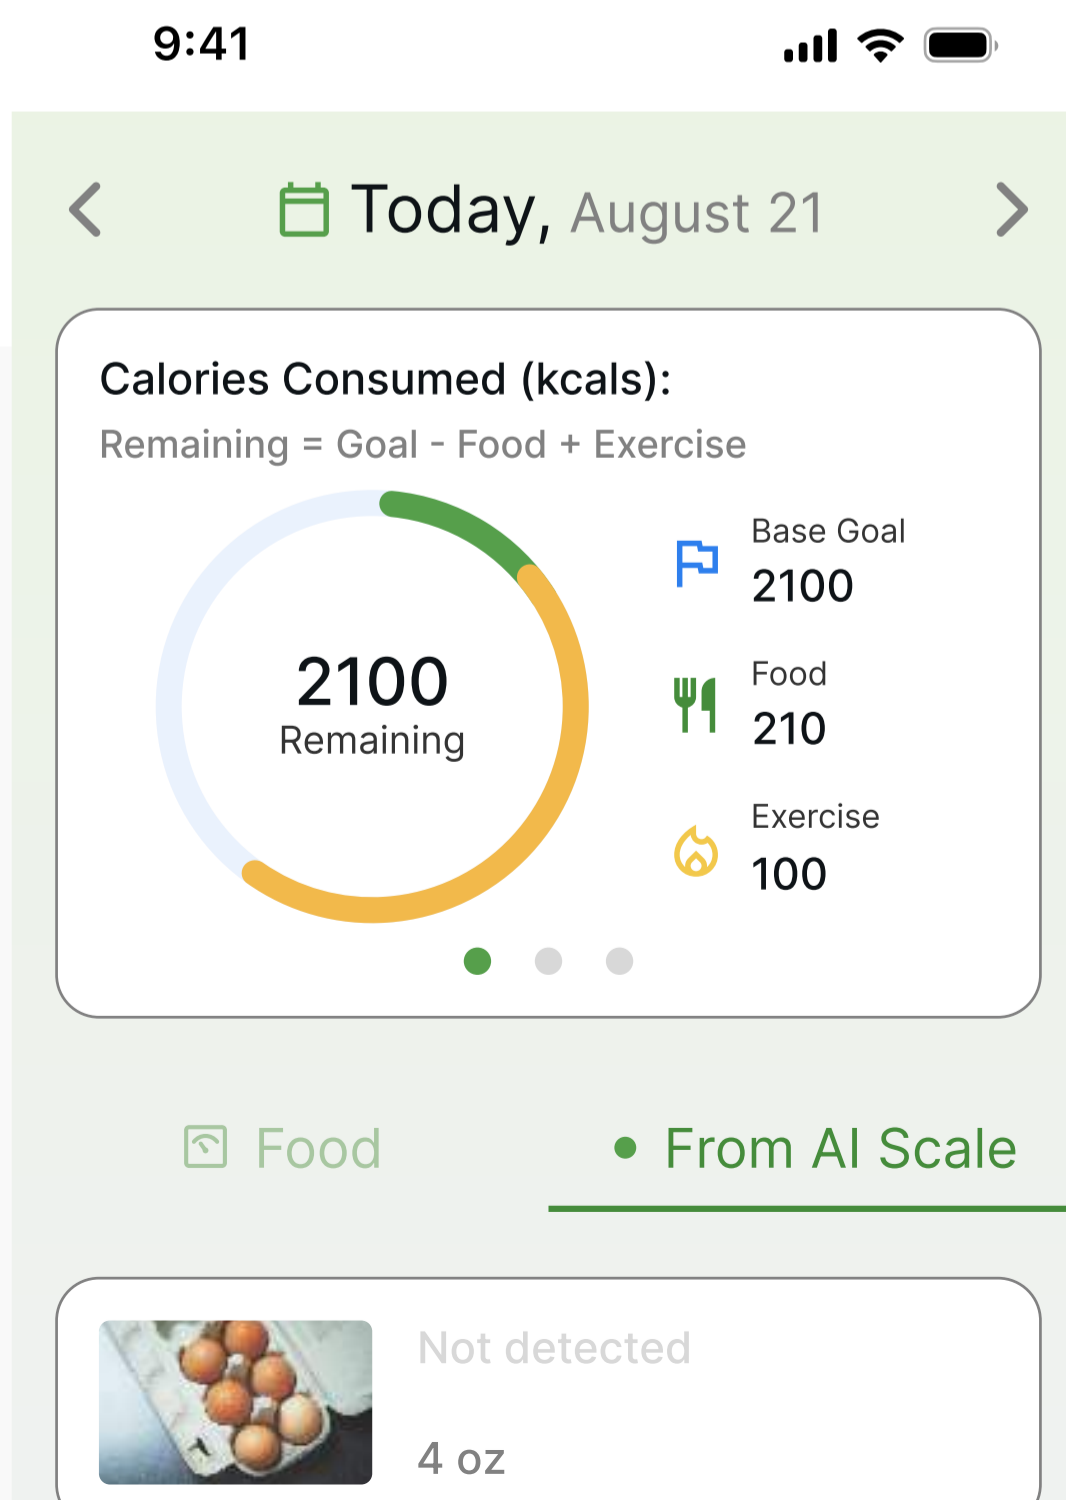 9:41
Today, August 21
Calories Consumed (kcals):
Remaining = Goal - Food + Exercise
Base Goal
2100
Food
210
Exercise
100
2100
Remaining
Food
From AI Scale
Not detected
4 oz